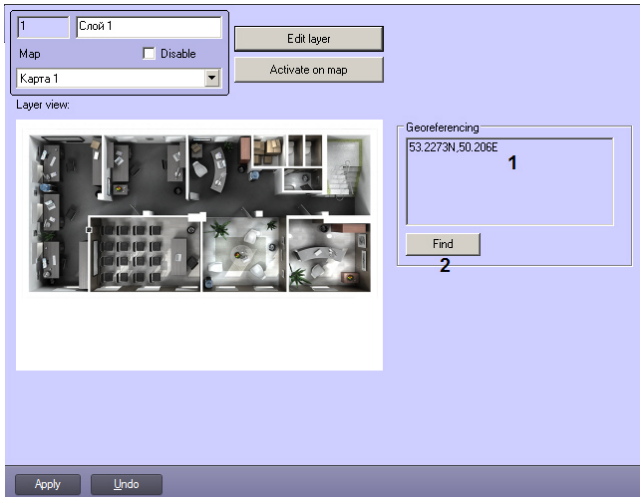 1
Слой 1
Edit layer
Map
Disable
Activate on map
Карта 1
Layer view:
Georeferencing
53.2273N,50.206E
1
Find
2
Apply
Undo